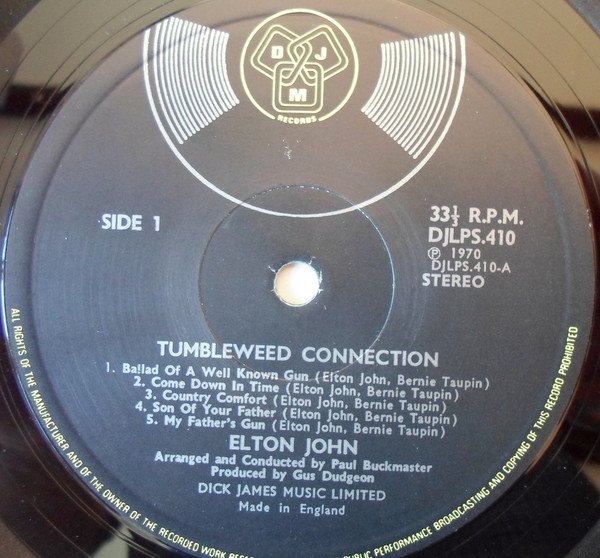 D J
M
RECORDS
SIDE 1
33⅓ R.P.M.
DJLPS.410
Ⓟ 1970
DJLPS.410-A
STEREO
TUMBLEWEED CONNECTION
1. Ballad Of A Well Known Gun (Elton John, Bernie Taupin)
2. Come Down In Time (Elton John, Bernie Taupin)
3. Country Comfort (Elton John, Bernie Taupin)
4. Son Of Your Father (Elton John, Bernie Taupin)
5. My Father's Gun (Elton John, Bernie Taupin)
ELTON JOHN
Arranged and Conducted by Paul Buckmaster
Produced by Gus Dudgeon
DICK JAMES MUSIC LIMITED
Made in England
ALL RIGHTS OF THE MANUFACTURER AND OF THE OWNER OF THE RECORDED WORK
PUBLIC PERFORMANCE BROADCASTING AND COPYING OF THIS RECORD PROHIBITED